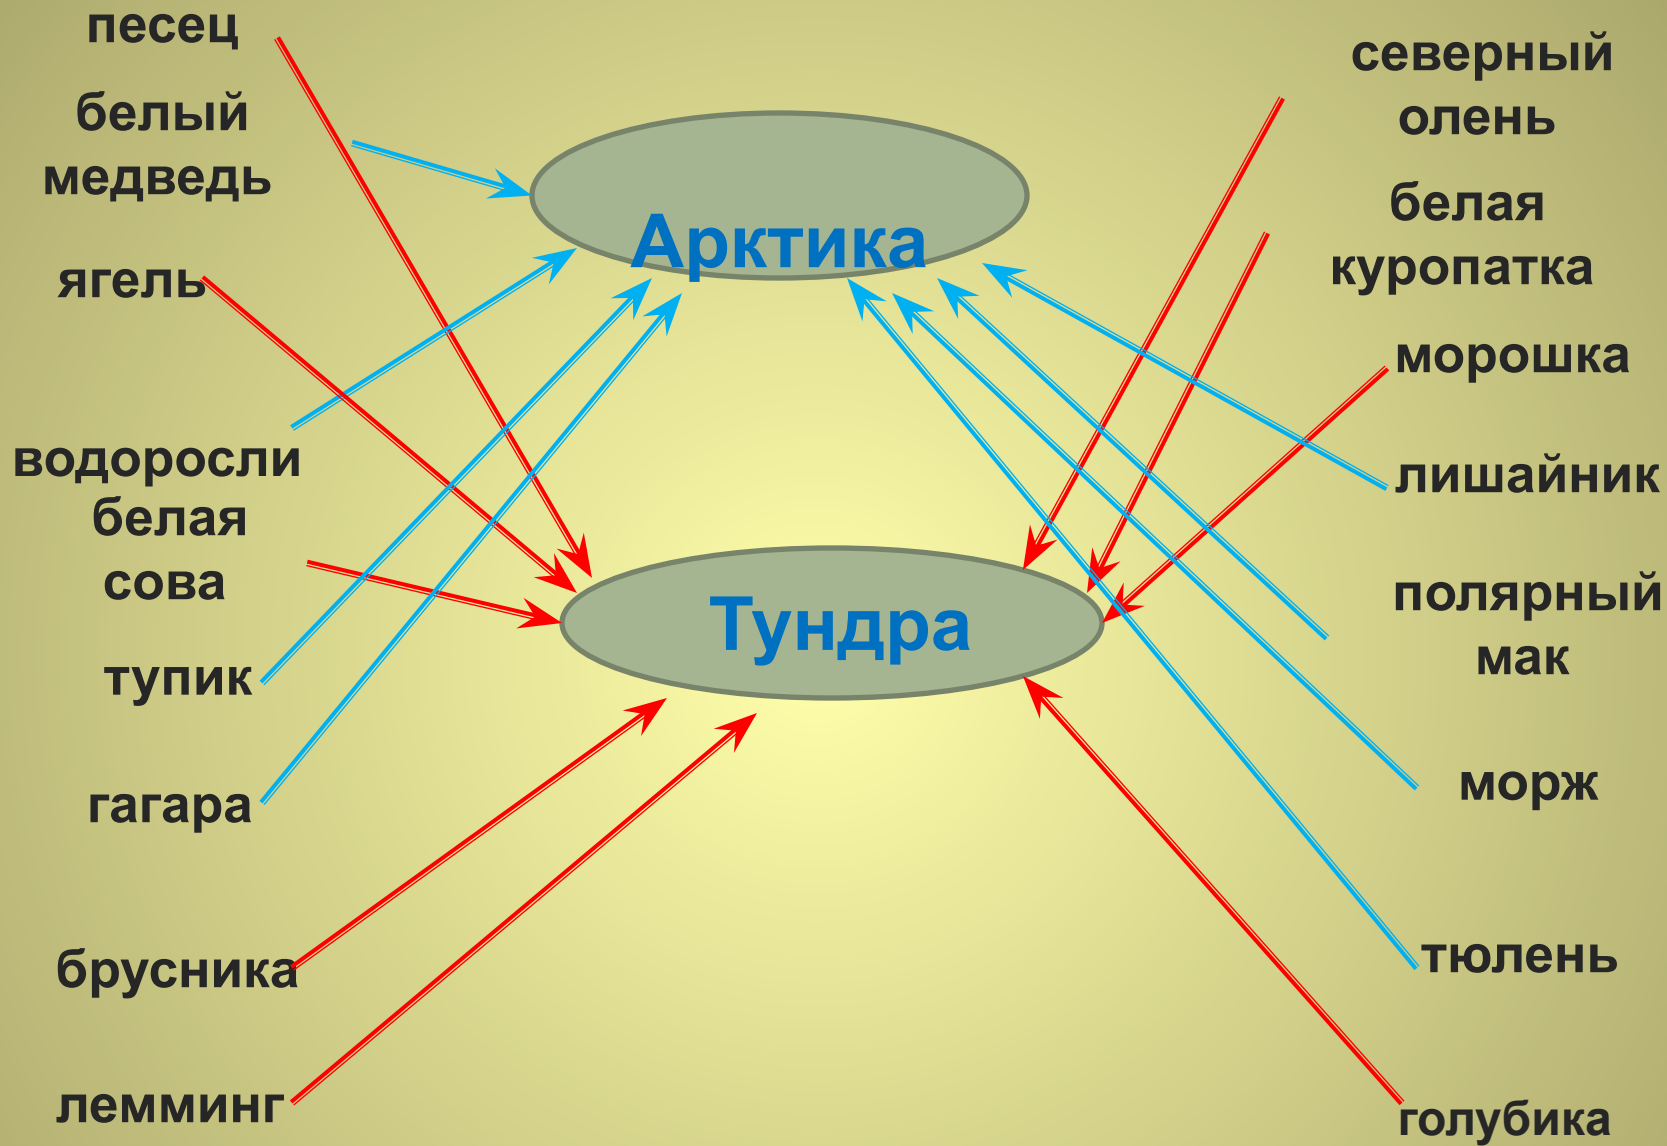 песец
белый
медведь
ягель
водоросли
белая
сова
тупик
гагара
брусника
лемминг
Арктика
Тундра
северный
олень
белая
куропатка
морошка
лишайник
полярный
мак
морж
тюлень
голубика